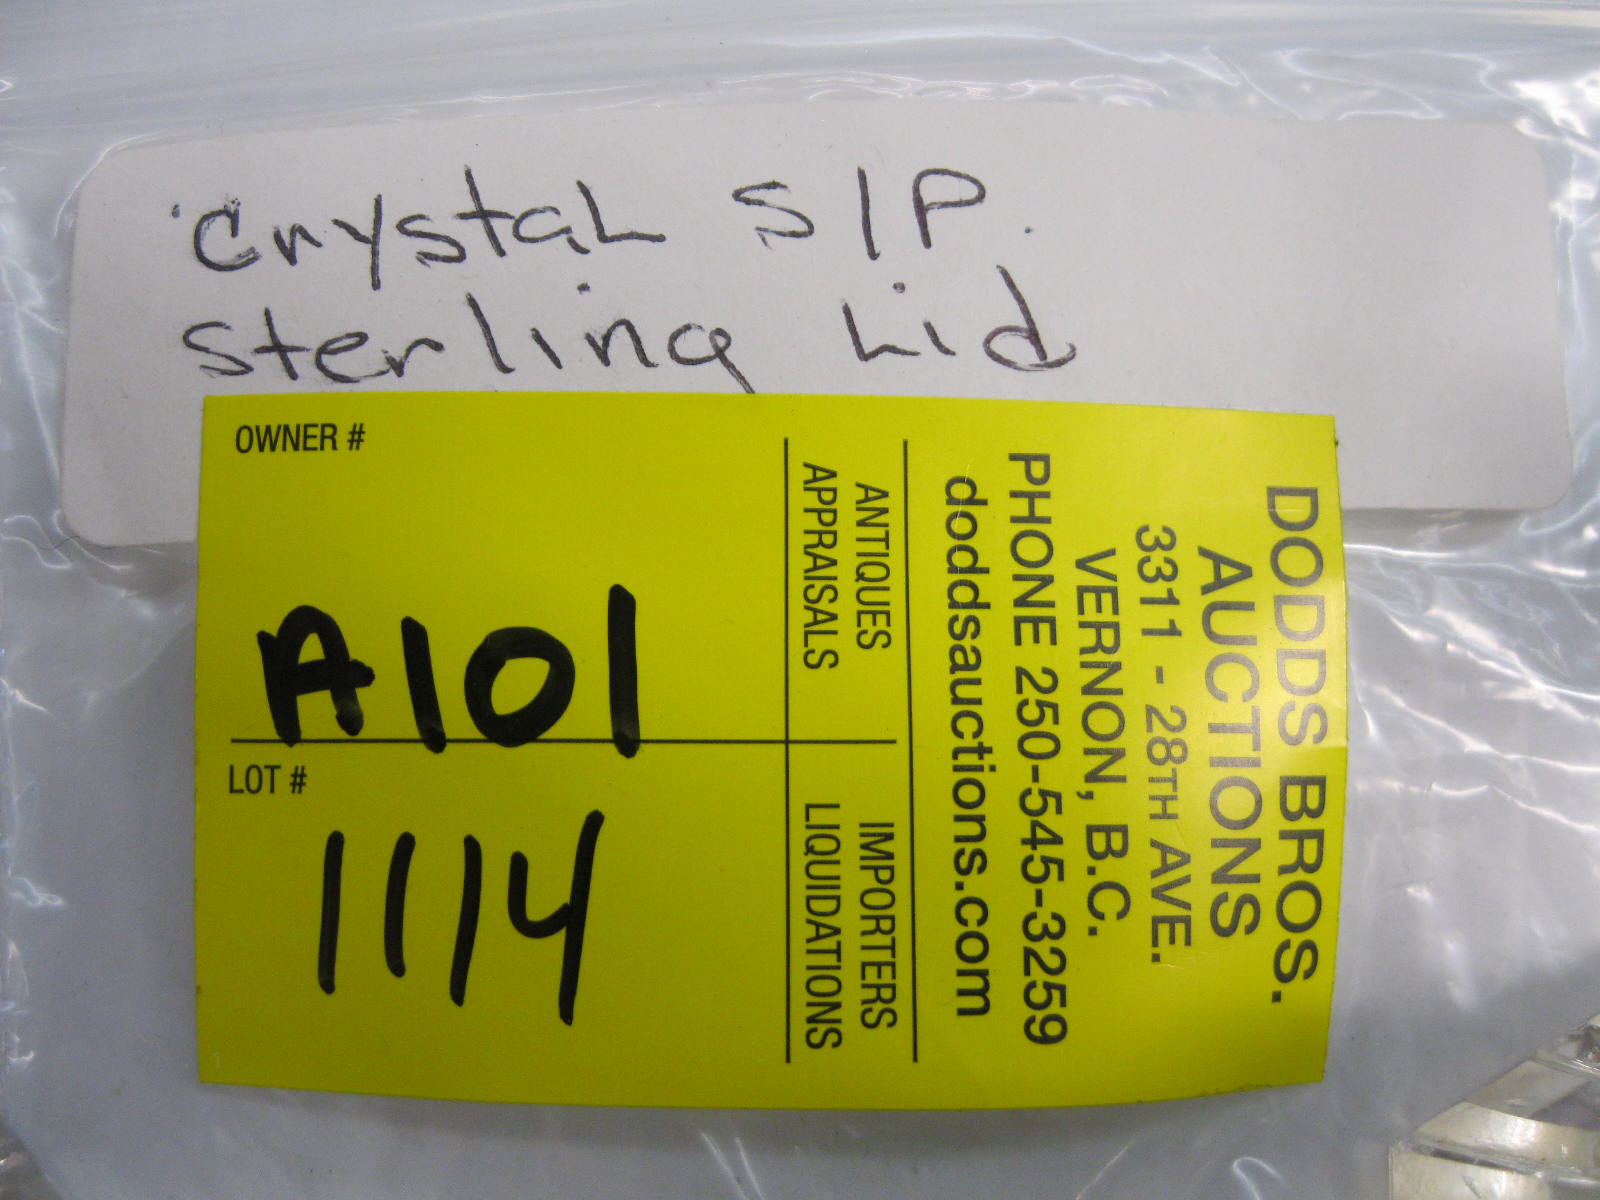 Crystal S/P.
Sterling Lid
OWNER #
A101
LOT #
1114
ANTIQUES
APPRAISALS
IMPORTERS
LIQUIDATIONS
DODDS BROS.
AUCTIONS
3311 - 28TH AVE.
VERNON, B.C.
PHONE 250-545-3259
doddsauctions.com